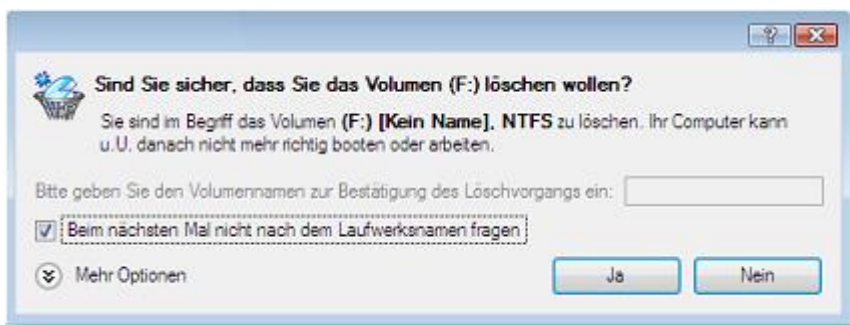 Sind Sie sicher, dass Sie das Volumen (F:) löschen wollen?
Sie sind im Begriff das Volumen (F:) [Kein Name], NTFS zu löschen. Ihr Computer kann
u.U. danach nicht mehr richtig booten oder arbeiten.
Bitte geben Sie den Volumennamen zur Bestätigung des Löschvorgangs ein:
Beim nächsten Mal nicht nach dem Laufwerksnamen fragen
Mehr Optionen Ja Nein